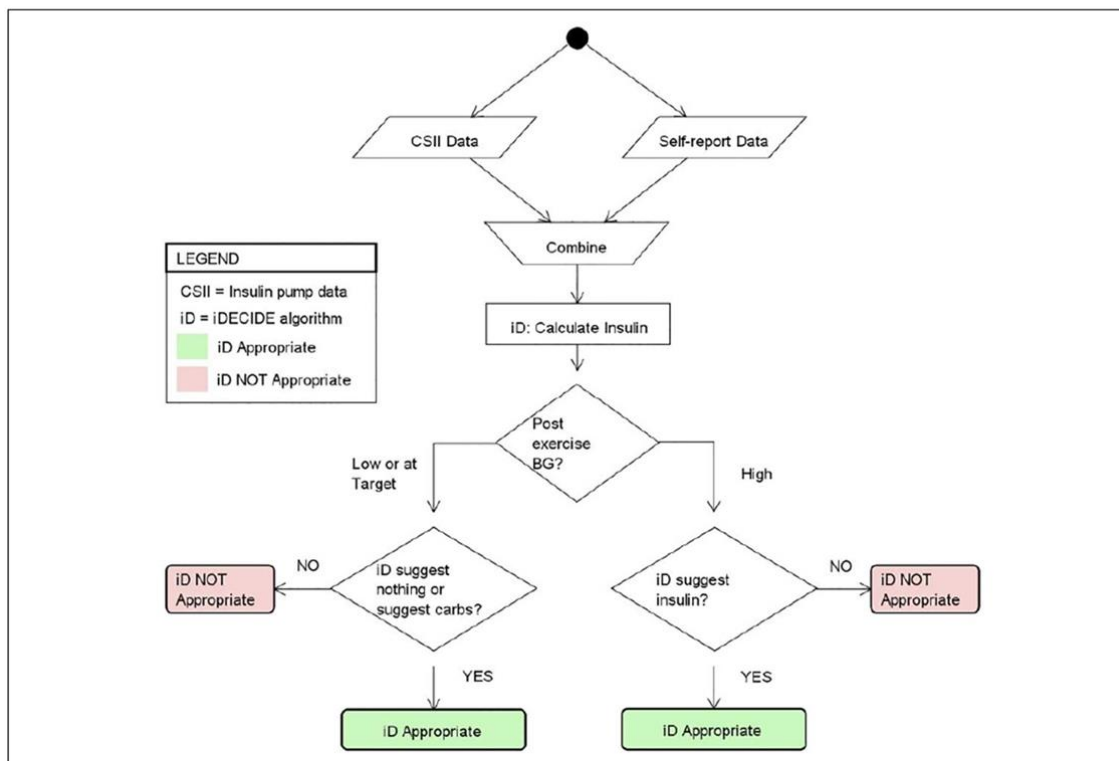 CSII Data
Self-report Data
Combine
LEGEND
CSII = Insulin pump data
iD = iDECIDE algorithm
iD Appropriate
iD NOT Appropriate
iD: Calculate Insulin
Post
exercise
BG?
Low or at
Target
High
iD NOT
Appropriate
NO
iD suggest
nothing or
suggest carbs?
iD suggest
insulin?
NO
iD NOT
Appropriate
YES
YES
iD Appropriate
iD Appropriate